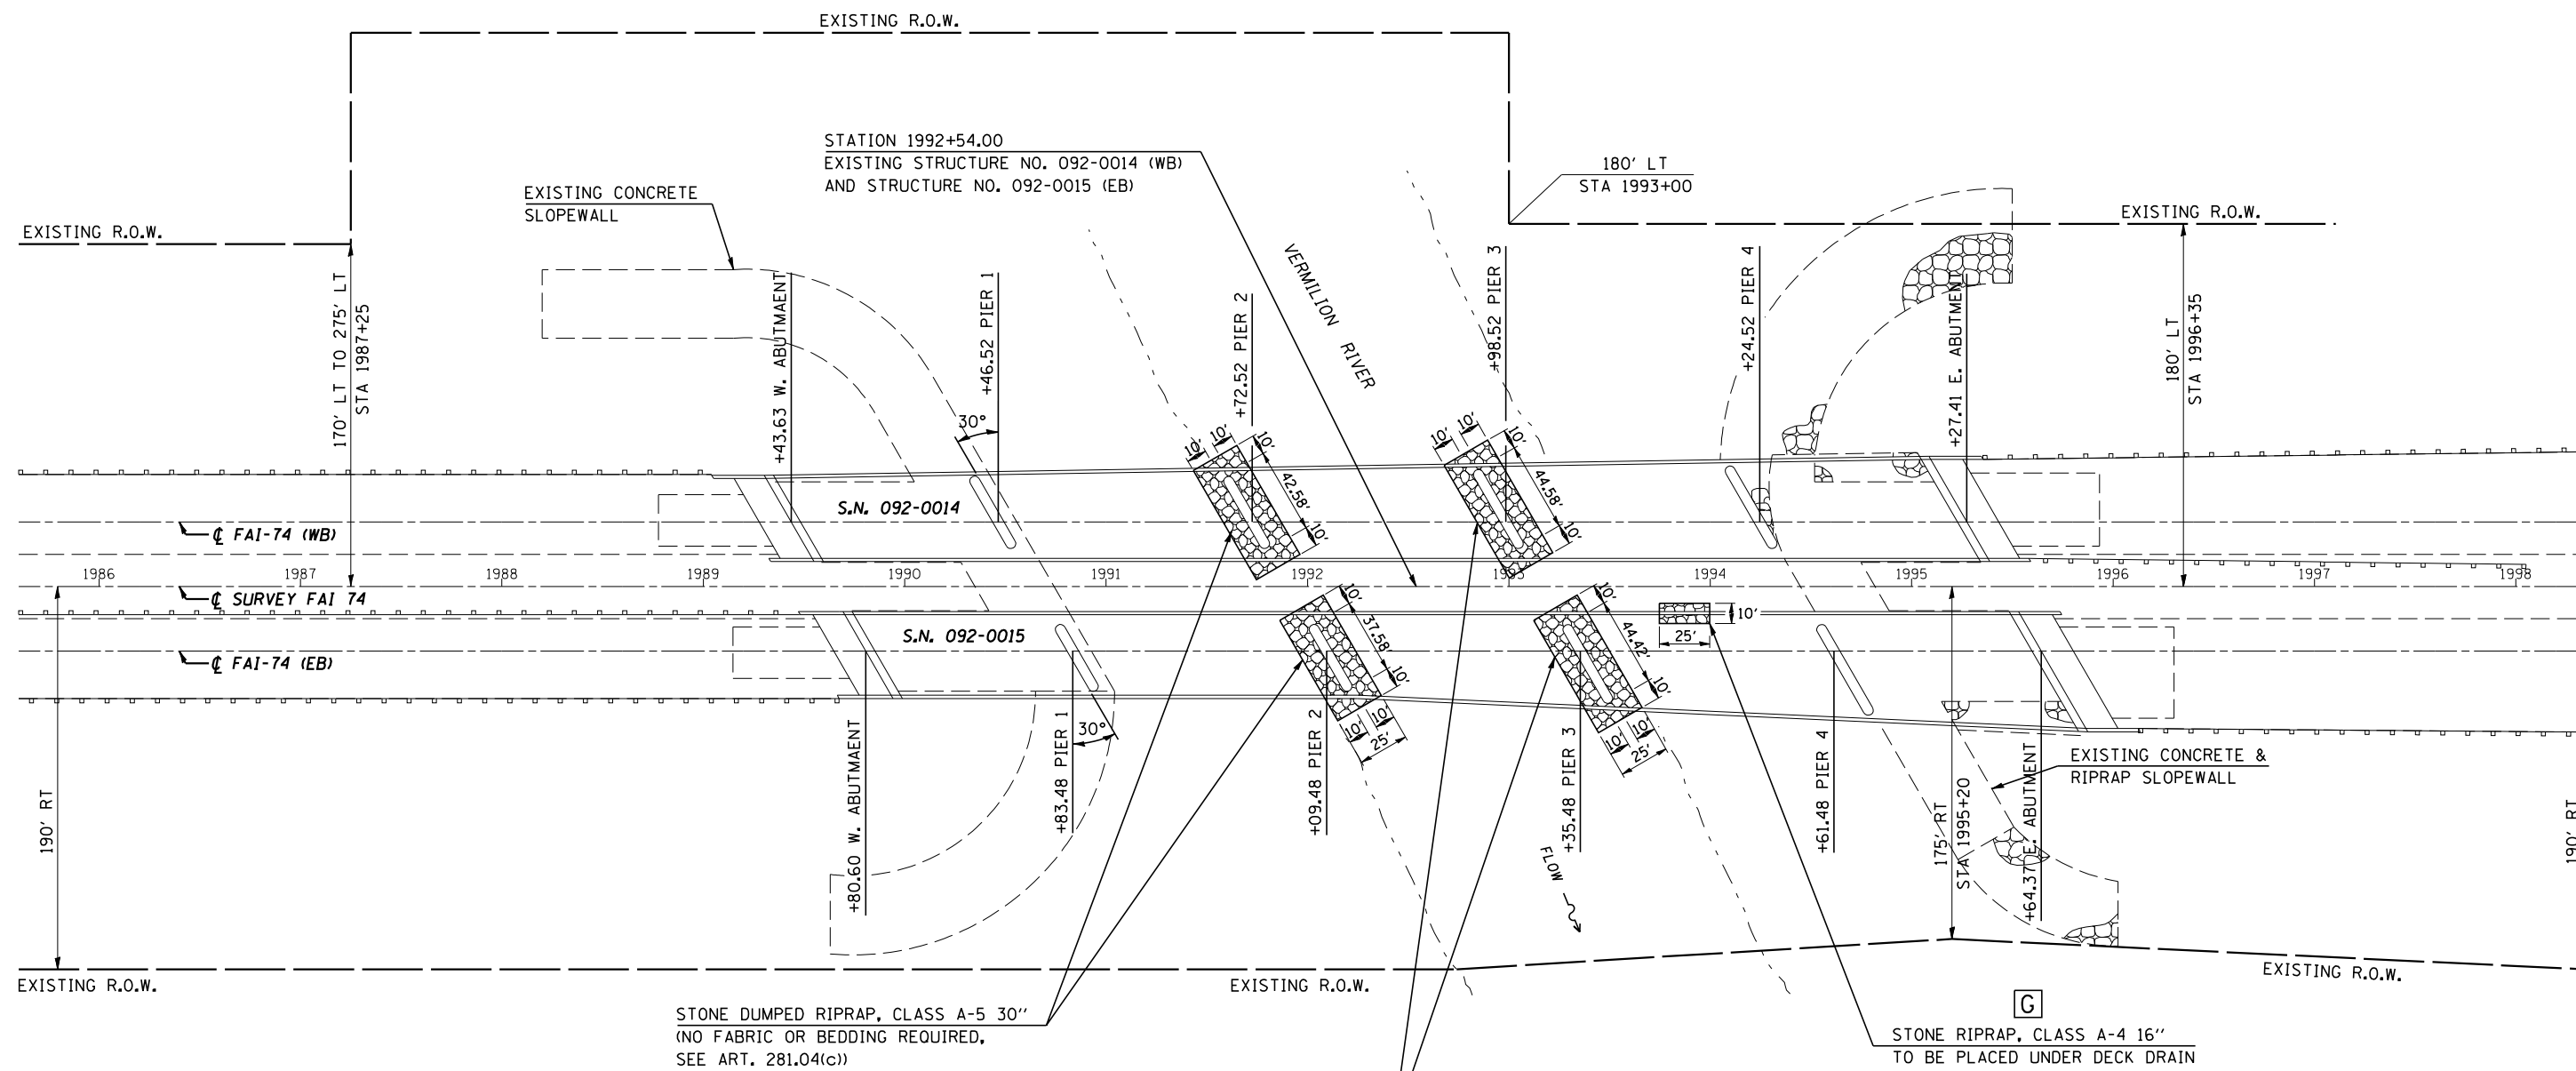 EXISTING R.O.W.
STATION 1992+54.00
EXISTING STRUCTURE NO. 092-0014 (WB)
AND STRUCTURE NO. 092-0015 (EB)
180' LT
STA 1993+00
EXISTING CONCRETE
SLOPEWALL
EXISTING R.O.W.
EXISTING R.O.W.
170' LT TO 275' LT
STA 1987+25
+43.63 W. ABUTMAENT
+46.52 PIER 1
30°
+72.52 PIER 2
VERMILION RIVER
+98.52 PIER 3
+24.52 PIER 4
+27.41 E. ABUTMENT
180' LT
STA 1996+35
10'
10'
10'
42.58'
10'
10'
10'
10'
44.58'
10'
S.N. 092-0014
℄ FAI-74 (WB)
1986
1987
1988
1989
1990
1991
1992
1993
1994
1995
1996
1997
1998
℄ SURVEY FAI 74
S.N. 092-0015
℄ FAI-74 (EB)
10'
37.58'
10'
10'
10'
25'
10'
44.42'
10'
10'
10'
25'
10'
25'
190' RT
+80.60 W. ABUTMAENT
+83.48 PIER 1
30°
+09.48 PIER 2
+35.48 PIER 3
FLOW
+61.48 PIER 4
175' RT
STA 1995+20
+64.37 E. ABUTMENT
EXISTING CONCRETE &
RIPRAP SLOPEWALL
190' RT
EXISTING R.O.W.
EXISTING R.O.W.
EXISTING R.O.W.
STONE DUMPED RIPRAP, CLASS A-5 30''
(NO FABRIC OR BEDDING REQUIRED,
SEE ART. 281.04(c))
G
STONE RIPRAP, CLASS A-4 16''
TO BE PLACED UNDER DECK DRAIN